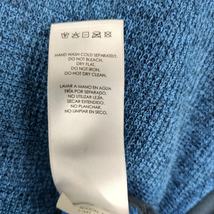 HAND WASH COLD SEPARATELY.
DO NOT BLEACH.
DRY FLAT.
DO NOT IRON.
DO NOT DRY CLEAN.
LAVAR A MANO EN AGUA
FRÍA POR SEPARADO.
NO UTILIZAR LEJÍA.
SECAR EXTENDIDO.
NO PLANCHAR.
NO LIMPIAR EN SECO.